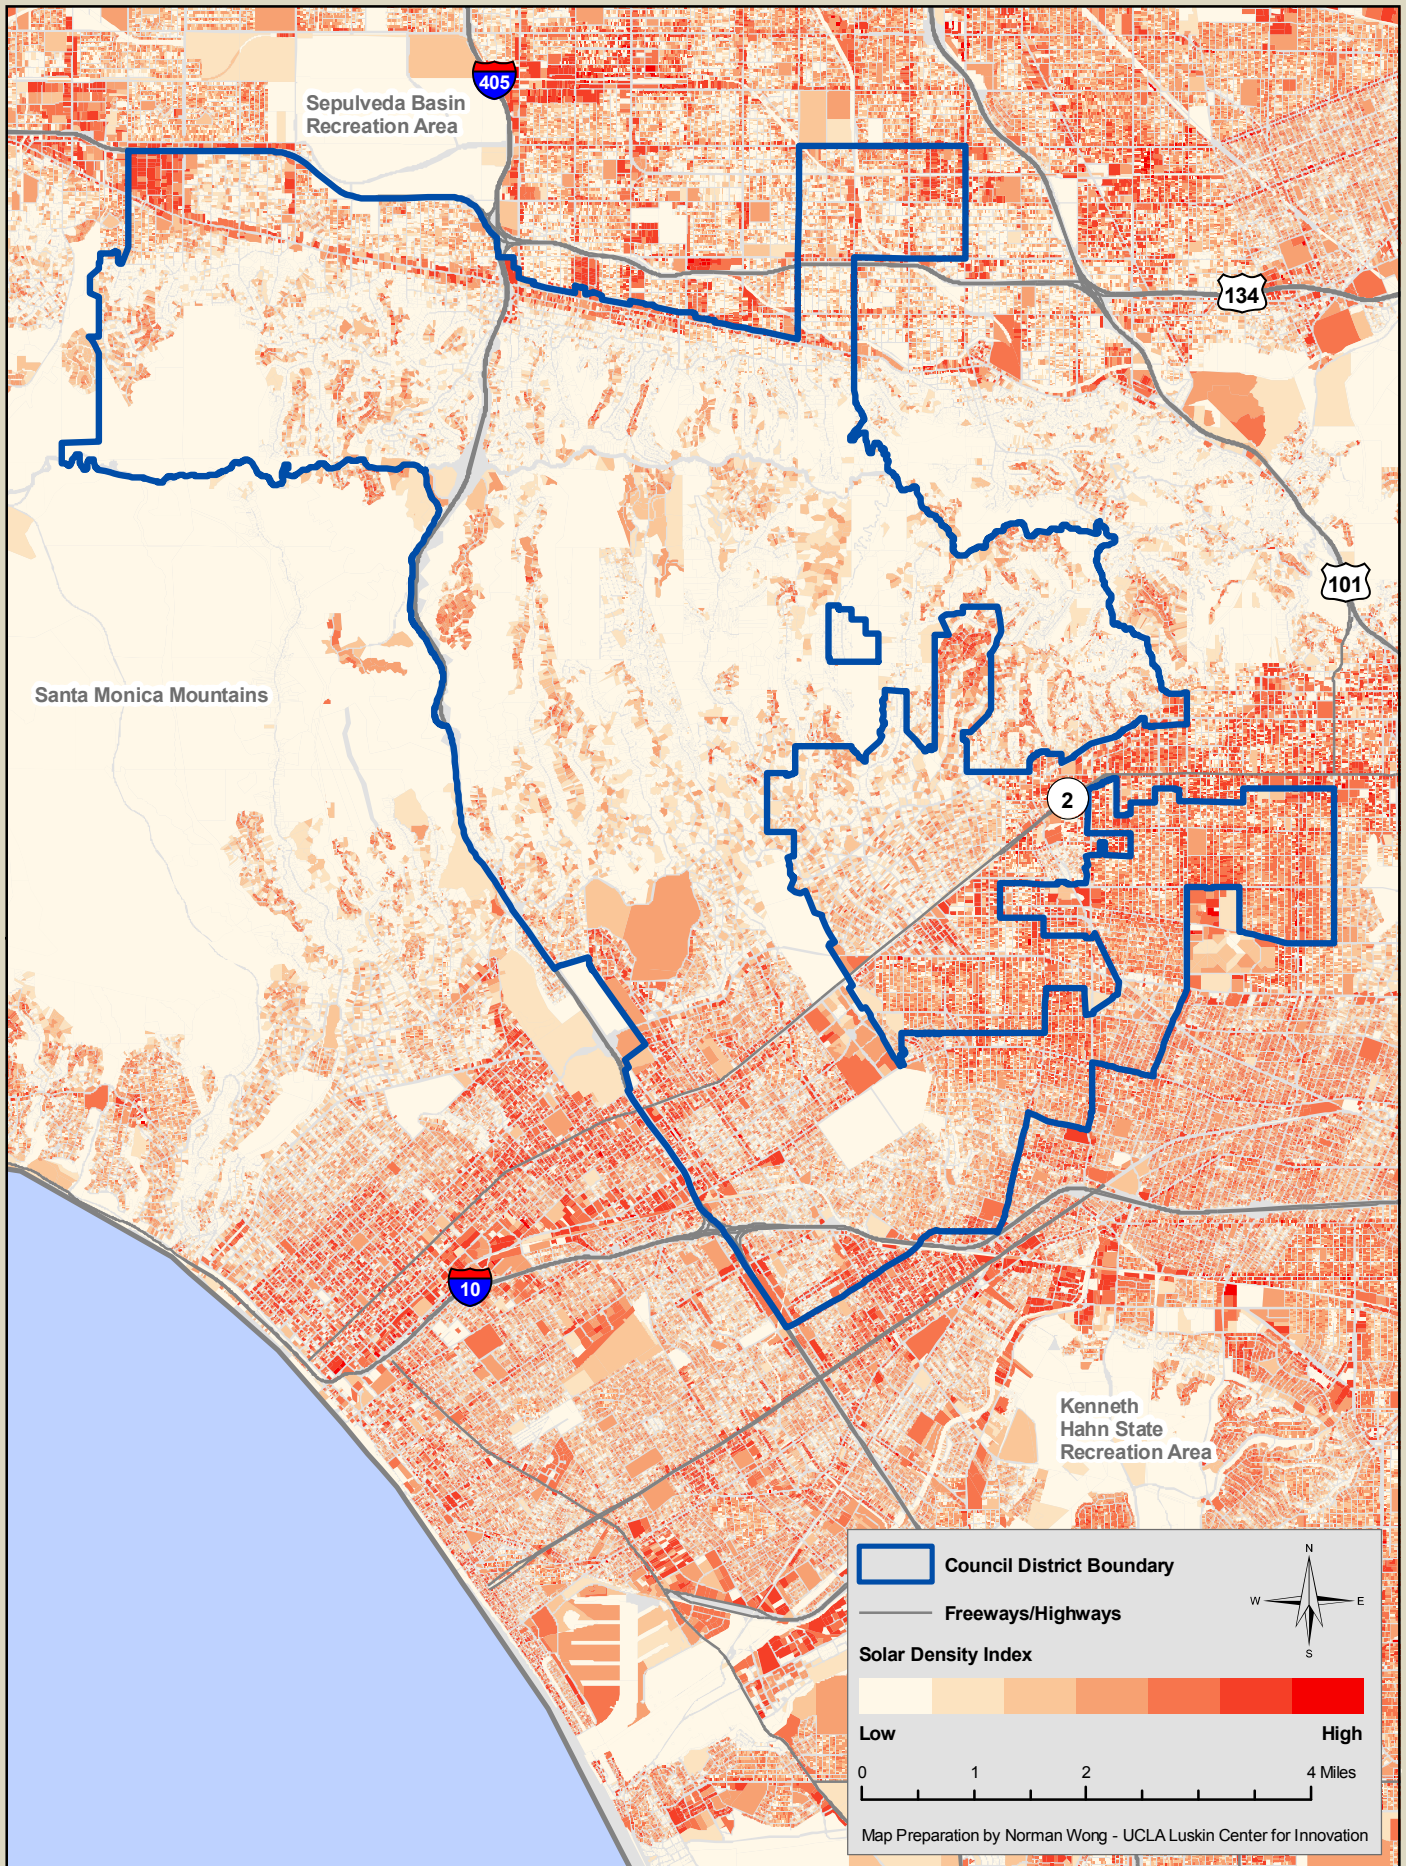 405
Sepulveda Basin
Recreation Area
134
101
Santa Monica Mountains
2
10
Kenneth
Hahn State
Recreation Area
Council District Boundary
Freeways/Highways
N
W
E
S
Solar Density Index
Low
High
0
1
2
4 Miles
Map Preparation by Norman Wong - UCLA Luskin Center for Innovation